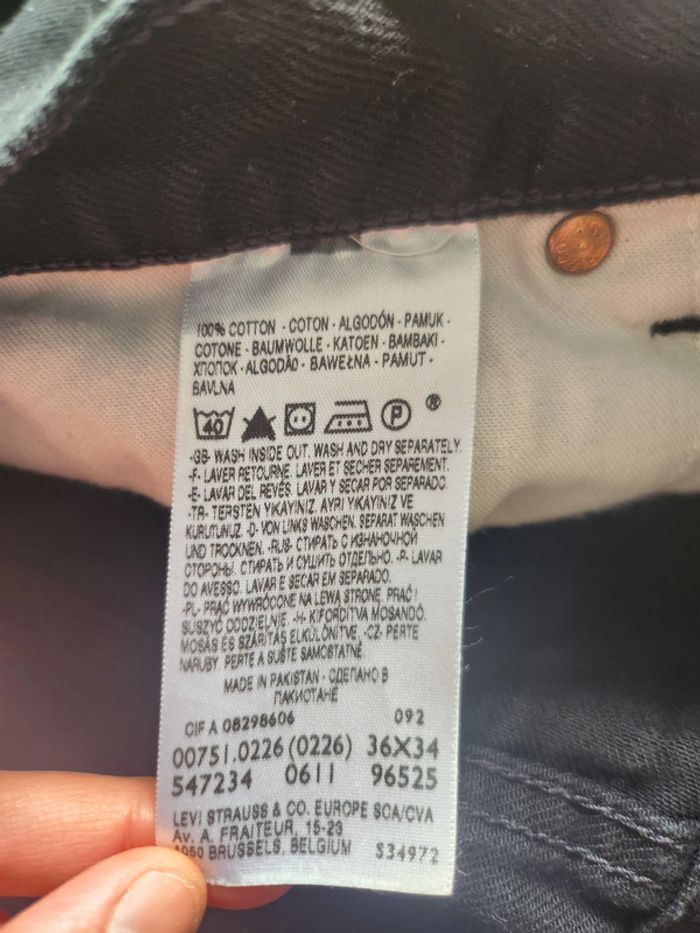 100% COTTON - COTON - ALGODÓN - PAMUK -
COTONE - BAUMWOLLE - KATOEN - BAMBAKI -
ХЛОПОК - ALGODÃO - BAWEŁNA - PAMUT -
BAVLNA
40 P ®
-GB- WASH INSIDE OUT. WASH AND DRY SEPARATELY.
-F- LAVER RETOURNE. LAVER ET SECHER SEPAREMENT.
-E- LAVAR DEL REVÉS. LAVAR Y SECAR POR SEPARADO.
-TR- TERSTEN YIKAYINIZ. AYRI YIKAYINIZ VE
KURUTUNUZ. -D- VON LINKS WASCHEN. SEPARAT WASCHEN
UND TROCKNEN. -RUS- СТИРАТЬ С ИЗНАНОЧНОЙ
СТОРОНЫ. СТИРАТЬ И СУШИТЬ ОТДЕЛЬНО. -P- LAVAR
DO AVESSO. LAVAR E SECAR EM SEPARADO.
-PL- PRAĆ WYWRÓCONE NA LEWĄ STRONĘ. PRAĆ I
SUSZYĆ ODDZIELNIE. -H- KIFORDÍTVA MOSANDÓ.
MOSÁS ÉS SZÁRÍTÁS ELKÜLÖNÍTVE. -CZ- PERTE
NARUBY. PERTE A SUŠTE SAMOSTATNÉ.
MADE IN PAKISTAN - СДЕЛАНО В
ПАКИСТАНЕ
CIF A 08298606 092
00751.0226 (0226) 36X34
547234 0611 96525
LEVI STRAUSS & CO. EUROPE SCA/CVA
Av. A. FRAITEUR, 15-23
1050 BRUSSELS, BELGIUM S34972